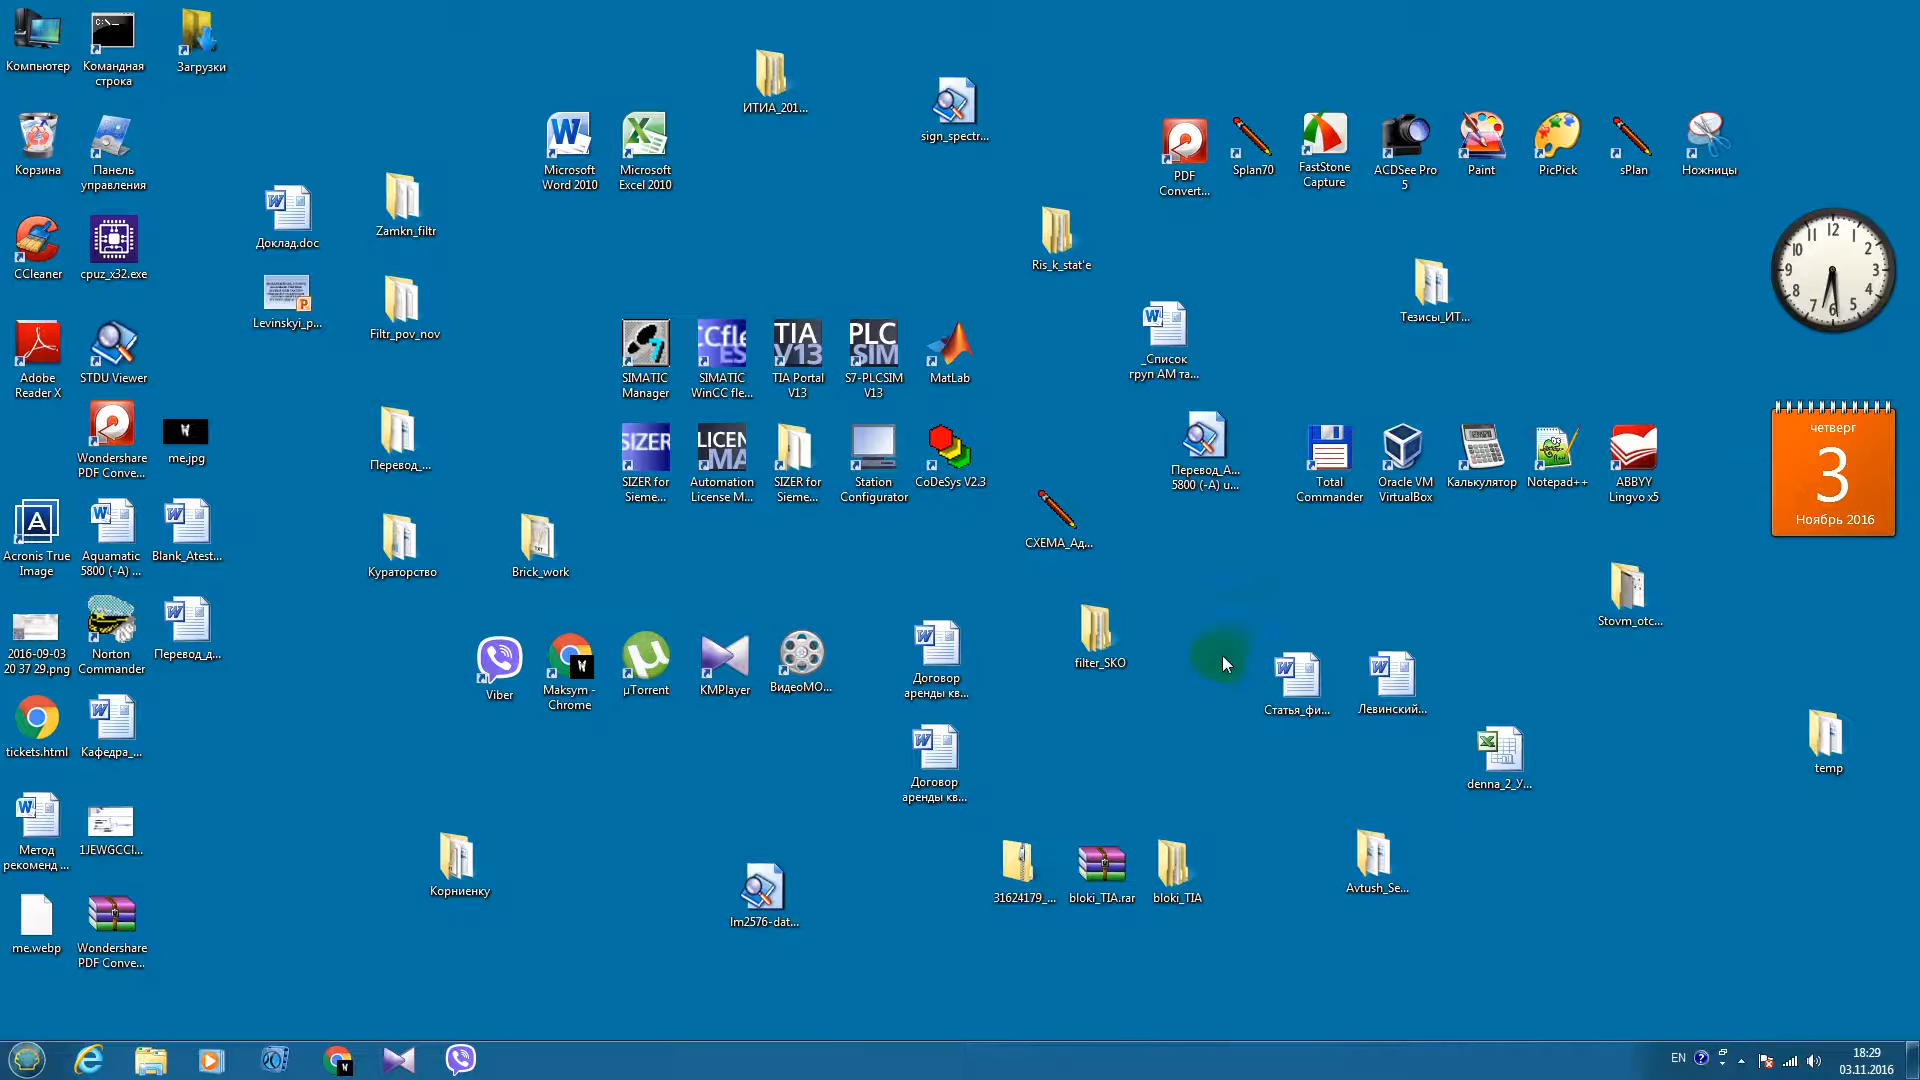 Компьютер
Командная
строка
Загрузки
ИТИА_201...
sign_spectr...
Корзина
Панель
управления
Microsoft
Word 2010
Microsoft
Excel 2010
PDF
Convert...
Splan70
FastStone
Capture
ACDSee Pro
5
Paint
PicPick
sPlan
Ножницы
Доклад.doc
Zamkn_filtr
Ris_k_stat'e
CCleaner
cpuz_x32.exe
Levinskyi_p...
Filtr_pov_nov
Тезисы_ИТ...
_Список
груп АМ та...
Adobe
Reader X
STDU Viewer
SIMATIC
Manager
SIMATIC
WinCC fle...
TIA Portal
V13
S7-PLCSIM
V13
MatLab
Wondershare
PDF Conve...
me.jpg
Перевод_...
SIZER for
Sieme...
Automation
License M...
SIZER for
Sieme...
Station
Configurator
CoDeSys V2.3
Перевод_А...
5800 (-A) u...
Total
Commander
Oracle VM
VirtualBox
Калькулятор
Notepad++
ABBYY
Lingvo x5
четверг
3
Ноябрь 2016
СХЕМА_Ад...
Acronis True
Image
Aquamatic
5800 (-A) ...
Blank_Atest...
Кураторство
Brick_work
Stovm_otc...
2016-09-03
20 37 29.png
Norton
Commander
Перевод_д...
Viber
Maksym -
Chrome
µTorrent
KMPlayer
ВидеоМО...
Договор
аренды кв...
filter_SKO
Статья_фи...
Левинский...
tickets.html
Кафедра_...
Договор
аренды кв...
denna_2_У...
temp
Метод
рекоменд ...
1JEWGCCI...
Корниенку
lm2576-dat...
31624179_...
bloki_TIA.rar
bloki_TIA
Avtush_Se...
me.webp
Wondershare
PDF Conve...
EN
18:29
03.11.2016